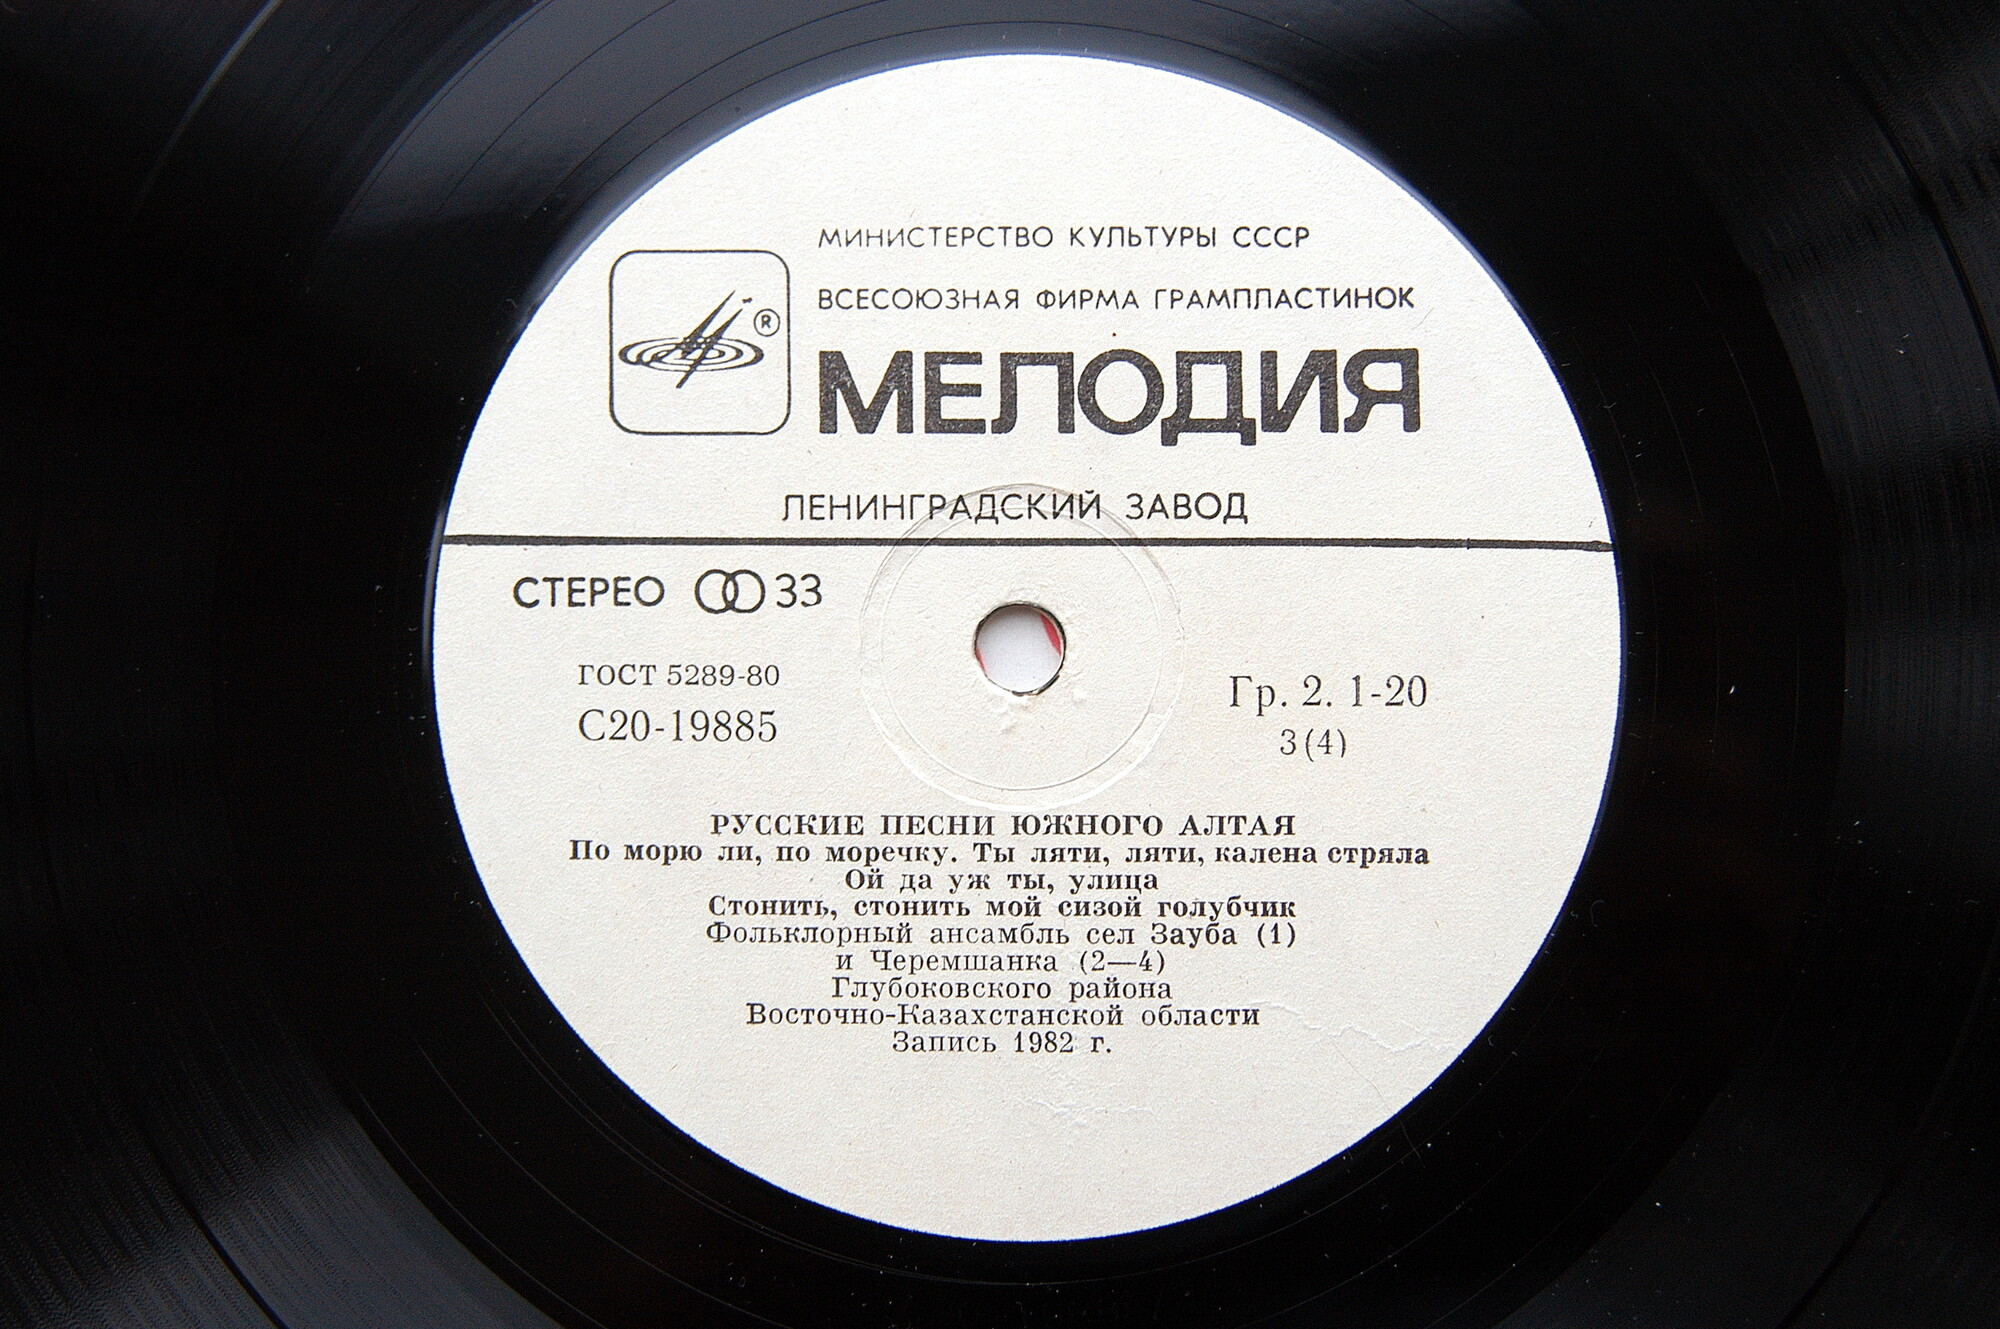 МИНИСТЕРСТВО КУЛЬТУРЫ СССР
ВСЕСОЮЗНАЯ ФИРМА ГРАМПЛАСТИНОК
®
МЕЛОДИЯ
ЛЕНИНГРАДСКИЙ ЗАВОД
СТЕРЕО 33
ГОСТ 5289-80
С20-19885
Гр. 2. 1-20
3(4)
РУССКИЕ ПЕСНИ ЮЖНОГО АЛТАЯ
По морю ли, по моречку. Ты ляти, ляти, калена стряла
Ой да уж ты, улица
Стонить, стонить мой сизой голубчик
Фольклорный ансамбль сел Зауба (1)
и Черемшанка (2—4)
Глубоковского района
Восточно-Казахстанской области
Запись 1982 г.